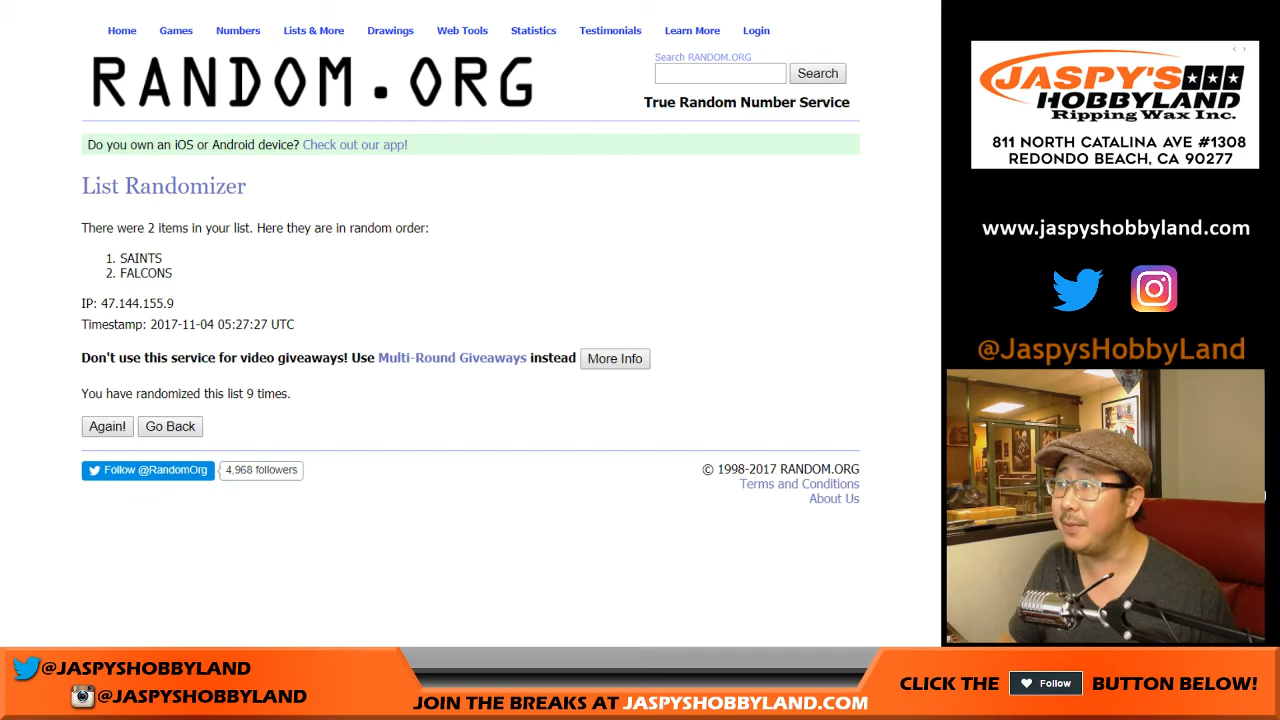 Home Games Numbers Lists & More Drawings Web Tools Statistics Testimonials Learn More Login
RANDOM.ORG
Search RANDOM.ORG
Search
True Random Number Service
Do you own an iOS or Android device? Check out our app!
List Randomizer
There were 2 items in your list. Here they are in random order:
1. SAINTS
2. FALCONS
IP: 47.144.155.9
Timestamp: 2017-11-04 05:27:27 UTC
Don't use this service for video giveaways! Use Multi-Round Giveaways instead More Info
You have randomized this list 9 times.
Again! Go Back
Follow @RandomOrg 4,968 followers
© 1998-2017 RANDOM.ORG
Terms and Conditions
About Us
JASPY'S
HOBBYLAND
Ripping Wax Inc.
811 NORTH CATALINA AVE #1308
REDONDO BEACH, CA 90277
www.jaspyshobbyland.com
@JaspysHobbyLand
@JASPYSHOBBYLAND
@JASPYSHOBBYLAND
JOIN THE BREAKS AT JASPYSHOBBYLAND.COM
CLICK THE Follow BUTTON BELOW!